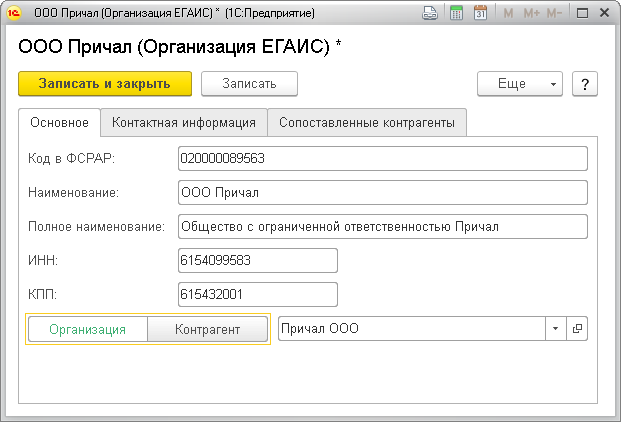 ООО Причал (Организация ЕГАИС) * (1С:Предприятие)
31 M M+ M-
ООО Причал (Организация ЕГАИС) *
Записать и закрыть Записать Еще ?
Основное Контактная информация Сопоставленные контрагенты
Код в ФСРАР: 020000089563
Наименование: ООО Причал
Полное наименование: Общество с ограниченной ответственностью Причал
ИНН: 6154099583
КПП: 615432001
Организация Контрагент Причал ООО